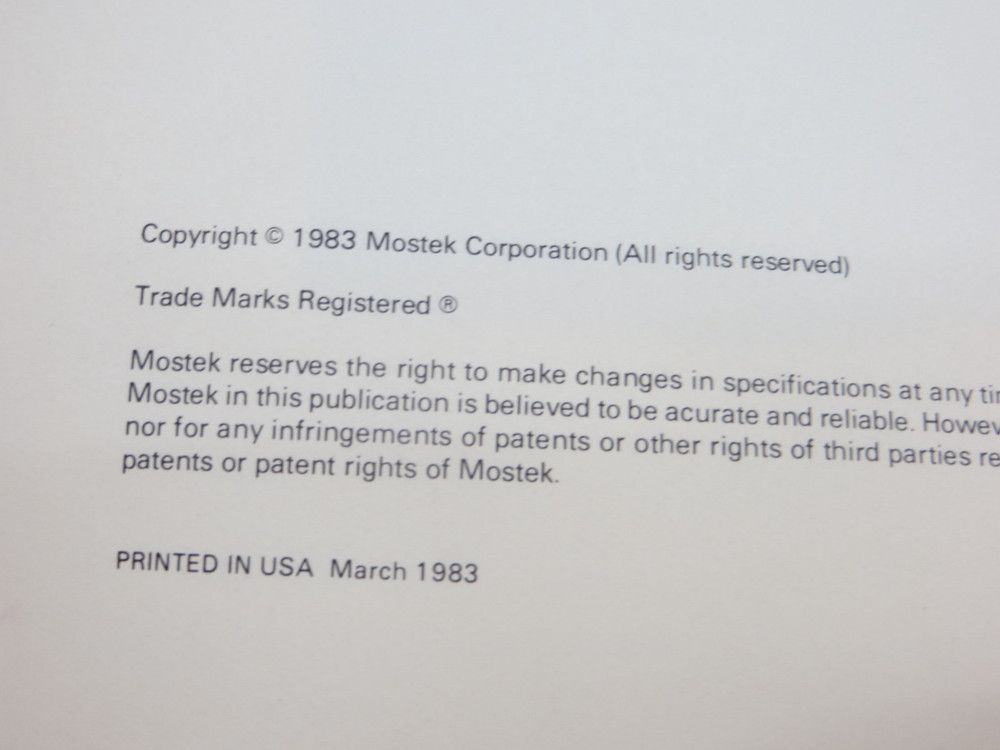 Copyright © 1983 Mostek Corporation (All rights reserved)
Trade Marks Registered ®
Mostek reserves the right to make changes in specifications at any
Mostek in this publication is believed to be acurate and reliable.
nor for any infringements of patents or other rights of third parties
patents or patent rights of Mostek.
PRINTED IN USA March 1983